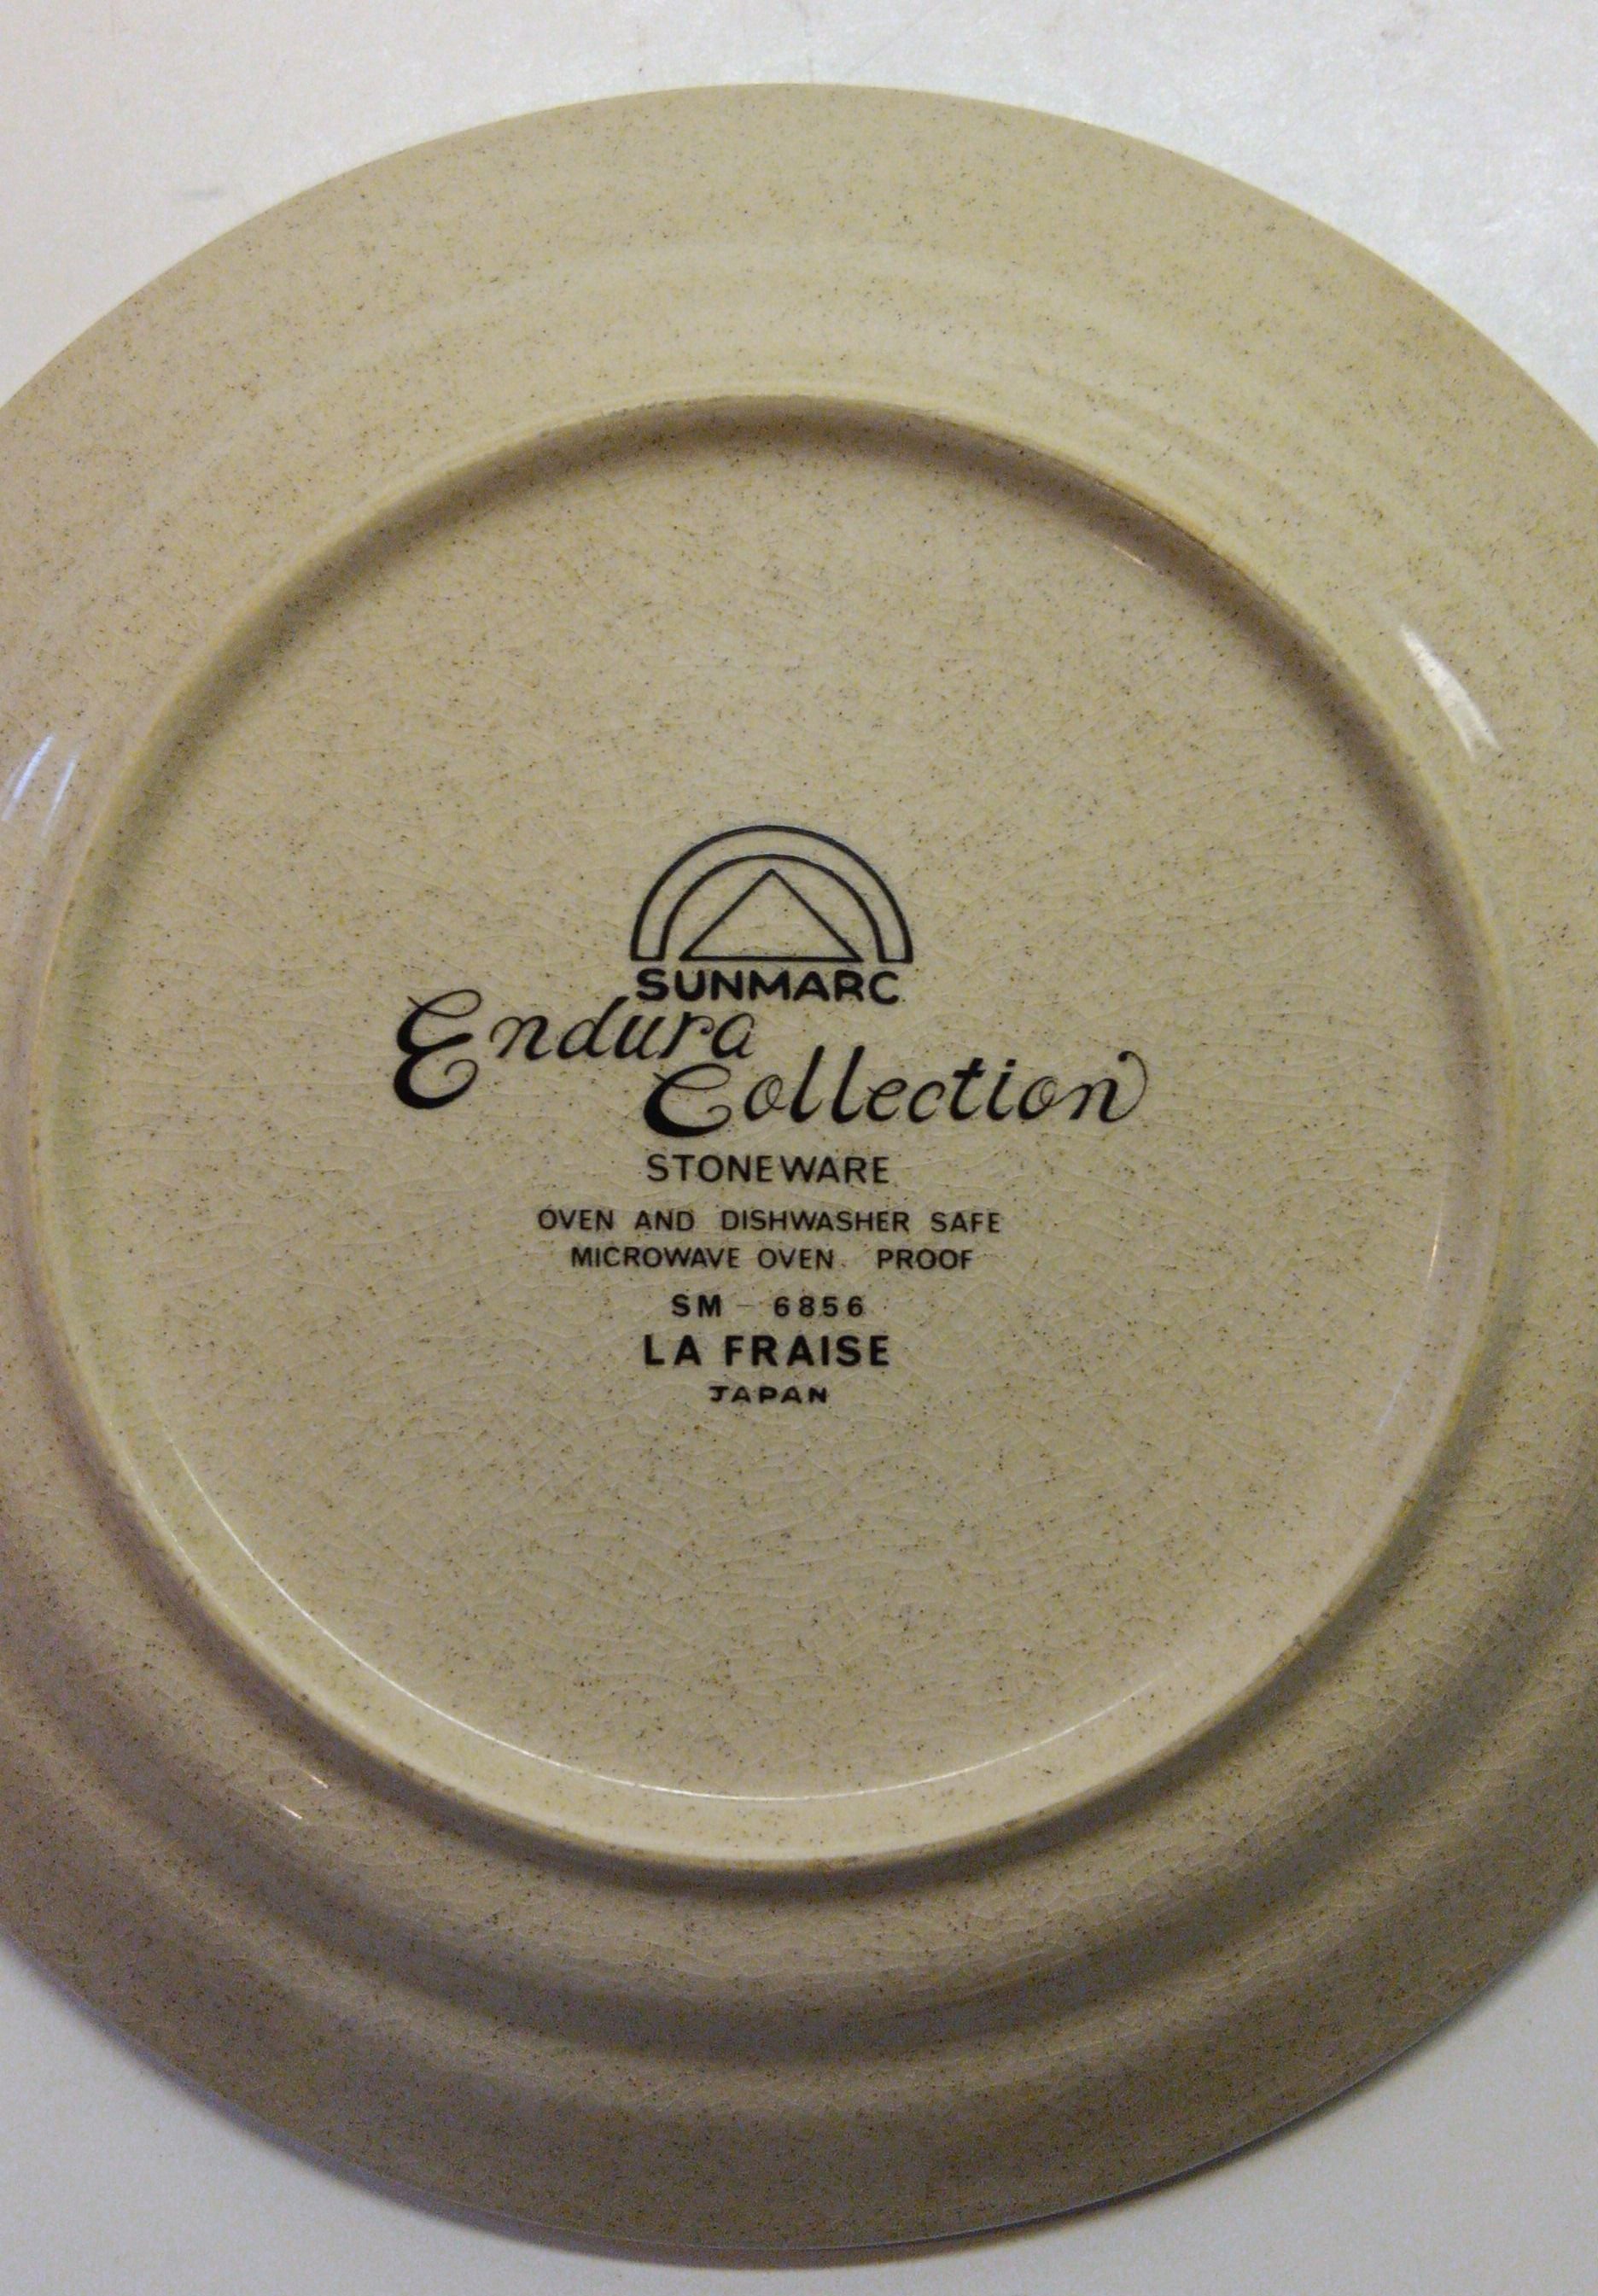 SUNMARC
Endura
Collection
STONEWARE
OVEN AND DISHWASHER SAFE
MICROWAVE OVEN PROOF
SM - 6856
LA FRAISE
JAPAN